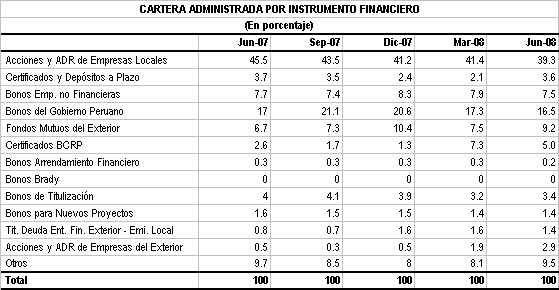 CARTERA ADMINISTRADA POR INSTRUMENTO FINANCIERO
(En porcentaje)
Jun-07 Sep-07 Dic-07 Mar-08 Jun-08
Acciones y ADR de Empresas Locales 45.5 43.5 41.2 41.4 39.3
Certificados y Depósitos a Plazo 3.7 3.5 2.4 2.1 3.6
Bonos Emp. no Financieras 7.7 7.4 8.3 7.9 7.5
Bonos del Gobierno Peruano 17 21.1 20.6 17.3 16.5
Fondos Mutuos del Exterior 6.7 7.3 10.4 7.5 9.2
Certificados BCRP 2.6 1.7 1.3 7.3 5.0
Bonos Arrendamiento Financiero 0.3 0.3 0.3 0.3 0.2
Bonos Brady 0 0 0 0 0
Bonos de Titulización 4 4.1 3.9 3.2 3.4
Bonos para Nuevos Proyectos 1.6 1.5 1.5 1.4 1.4
Tit. Deuda Ent. Fin. Exterior - Emi. Local 0.8 0.7 1.6 1.6 1.4
Acciones y ADR de Empresas del Exterior 0.5 0.3 0.5 1.9 2.9
Otros 9.7 8.5 8 8.1 9.5
Total 100 100 100 100 100